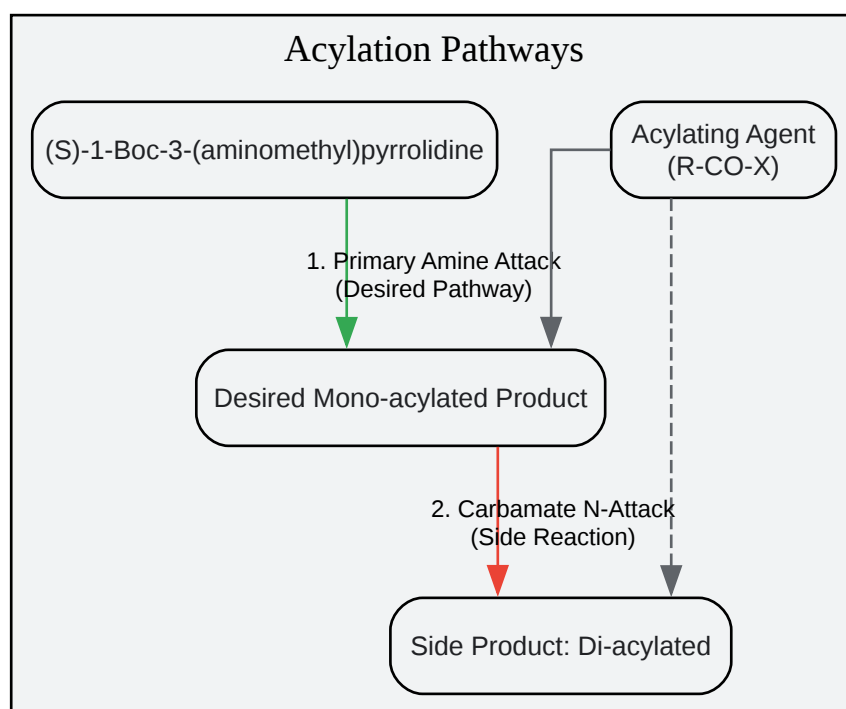 Acylation Pathways
(S)-1-Boc-3-(aminomethyl)pyrrolidine
Acylating Agent
(R-CO-X)
1. Primary Amine Attack
(Desired Pathway)
Desired Mono-acylated Product
2. Carbamate N-Attack
(Side Reaction)
Side Product: Di-acylated